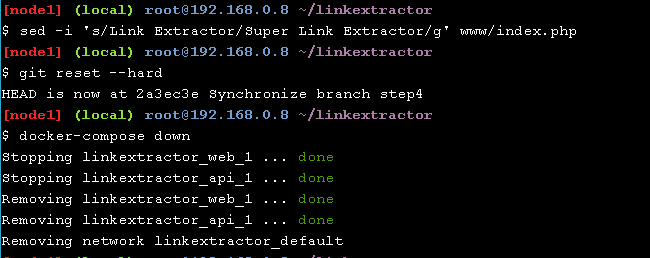 [node1] (local) root@192.168.0.8 ~/linkextractor
$ sed -i 's/Link Extractor/Super Link Extractor/g' www/index.php
[node1] (local) root@192.168.0.8 ~/linkextractor
$ git reset --hard
HEAD is now at 2a3ec3e Synchronize branch step4
[node1] (local) root@192.168.0.8 ~/linkextractor
$ docker-compose down
Stopping linkextractor_web_1 ... done
Stopping linkextractor_api_1 ... done
Removing linkextractor_web_1 ... done
Removing linkextractor_api_1 ... done
Removing network linkextractor_default